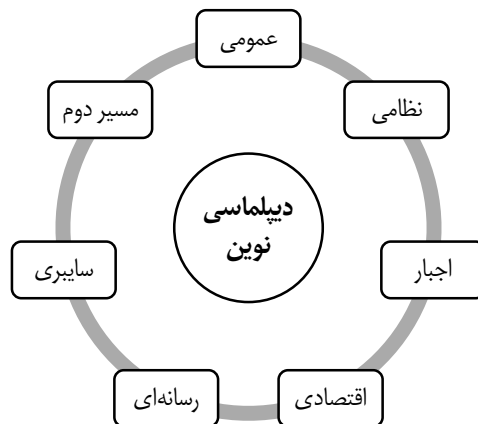 عمومی
نظامی
اجبار
اقتصادی
رسانه‌ای
سایبری
مسیر دوم
دیپلماسی
نوین